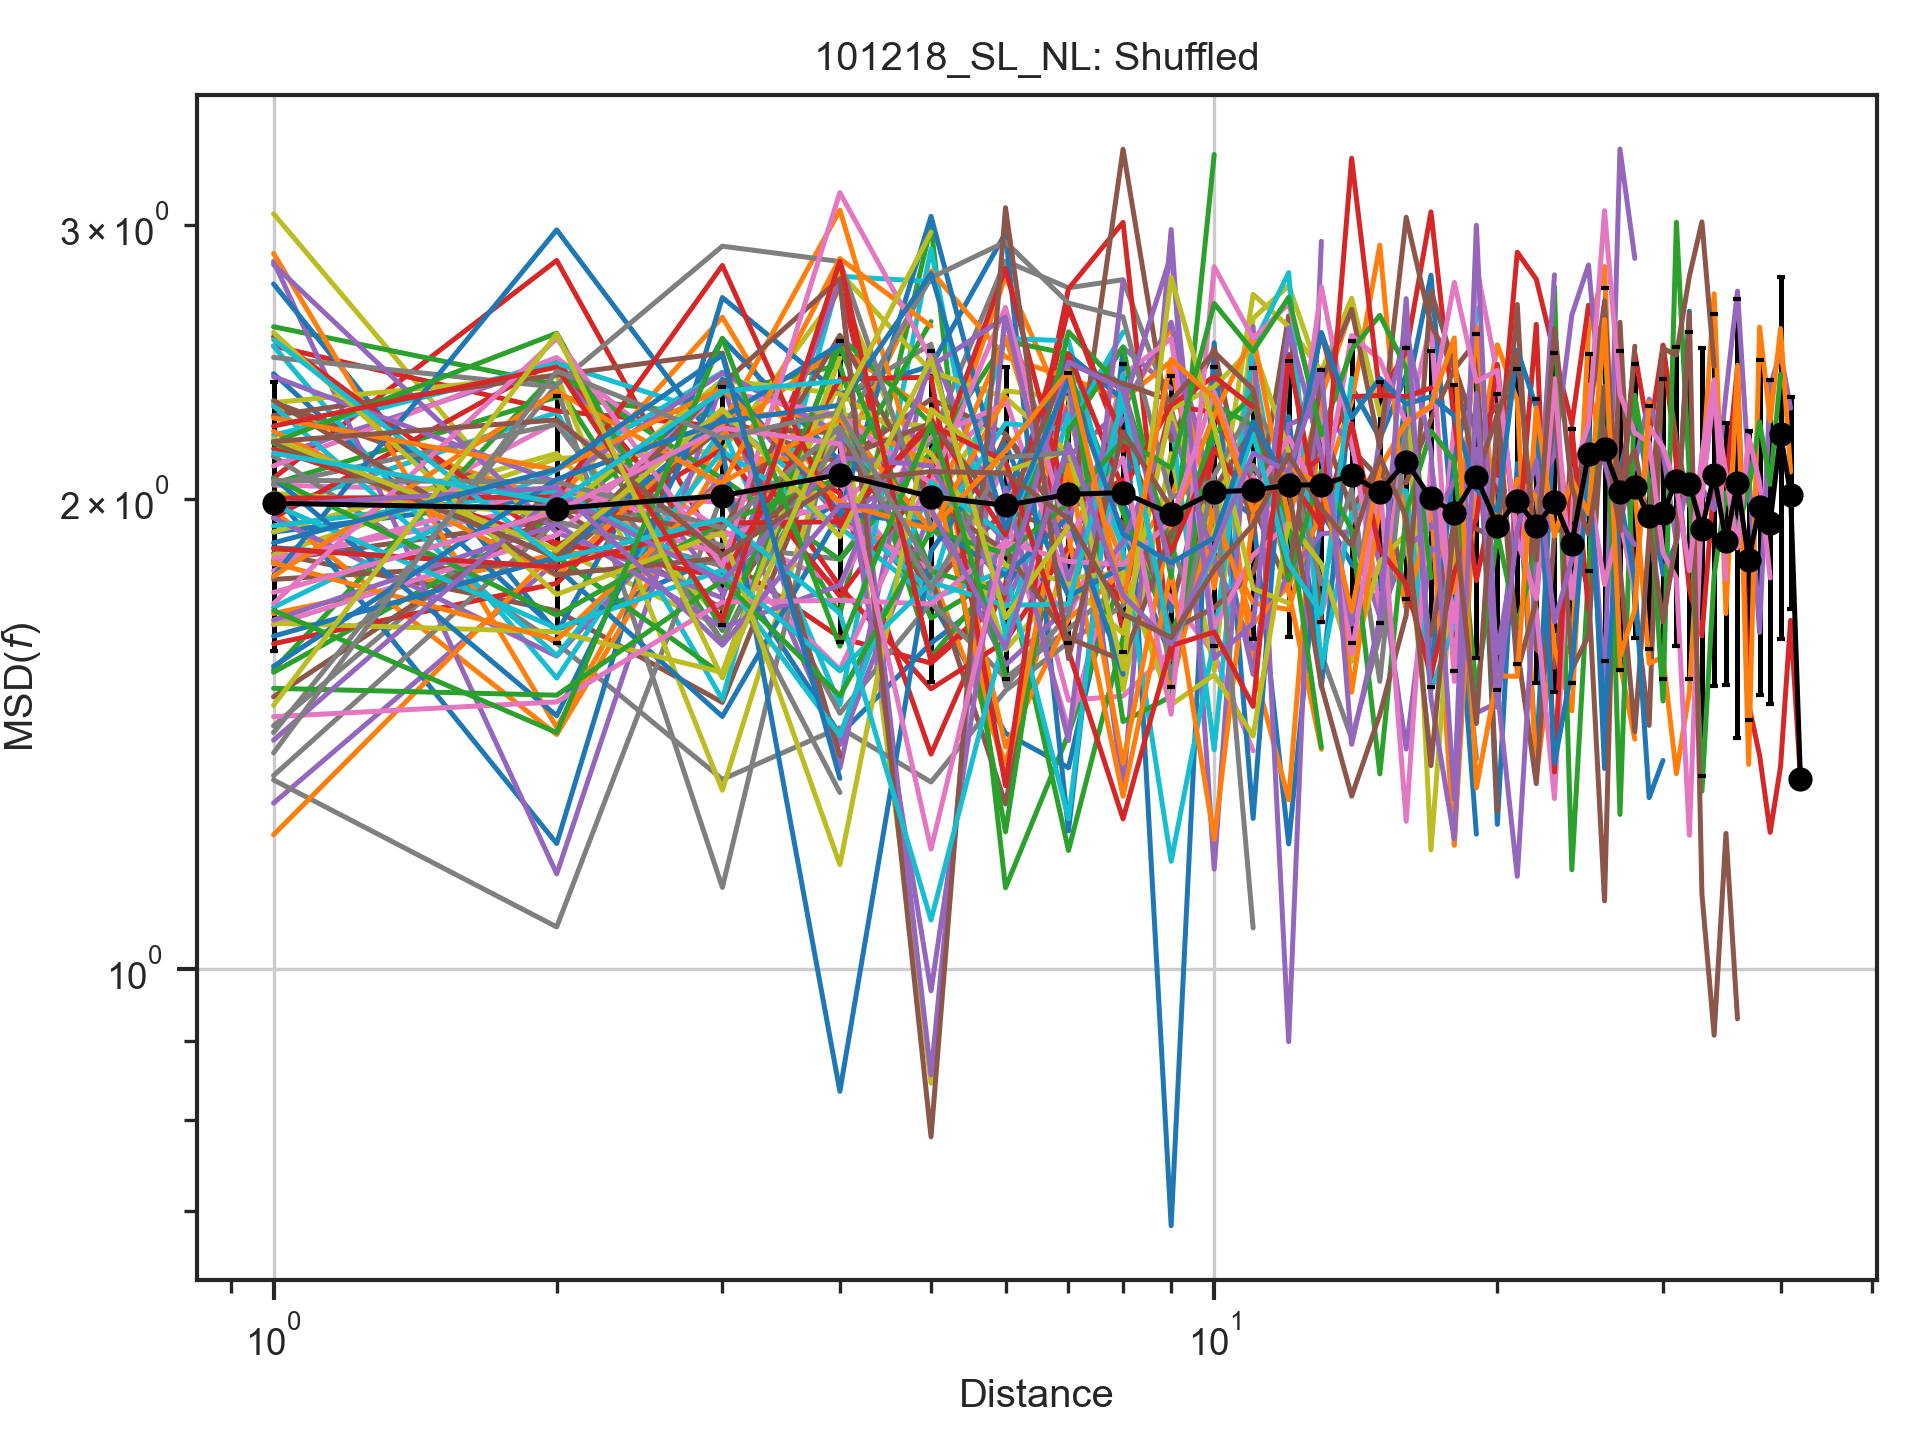 101218_SL_NL: Shuffled
MSD(f)
3 × 10⁰
2 × 10⁰
10⁰
10⁰
10¹
Distance